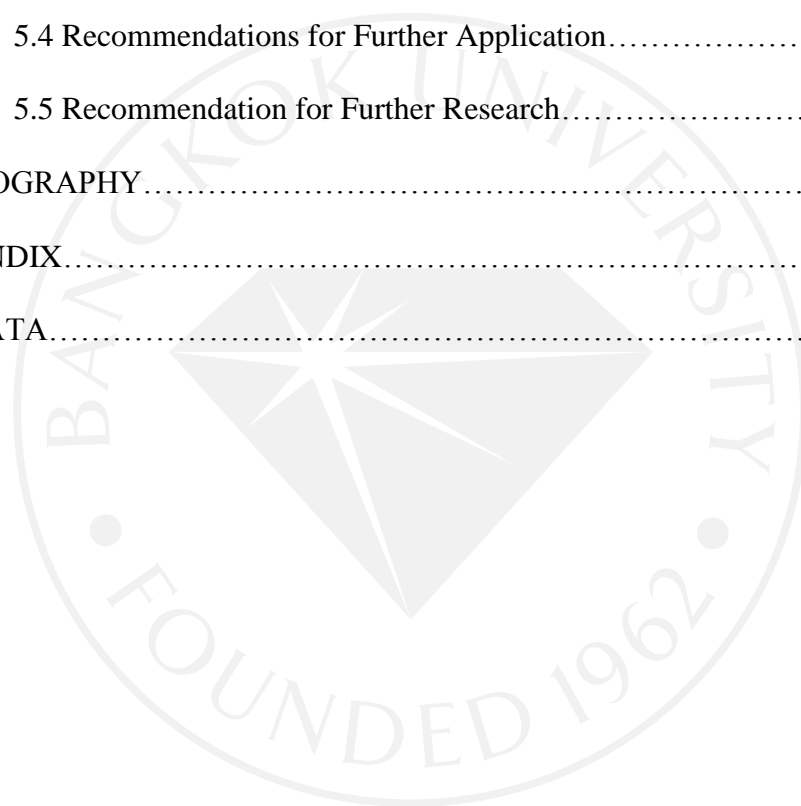 5.4 Recommendations for Further Application……………………
5.5 Recommendation for Further Research………………………
OGRAPHY……………………………………………………………………
NDIX………………………………………………………………………………
ATA…………………………………………………………………………………
BANGKOK UNIVERSITY
FOUNDED 1962